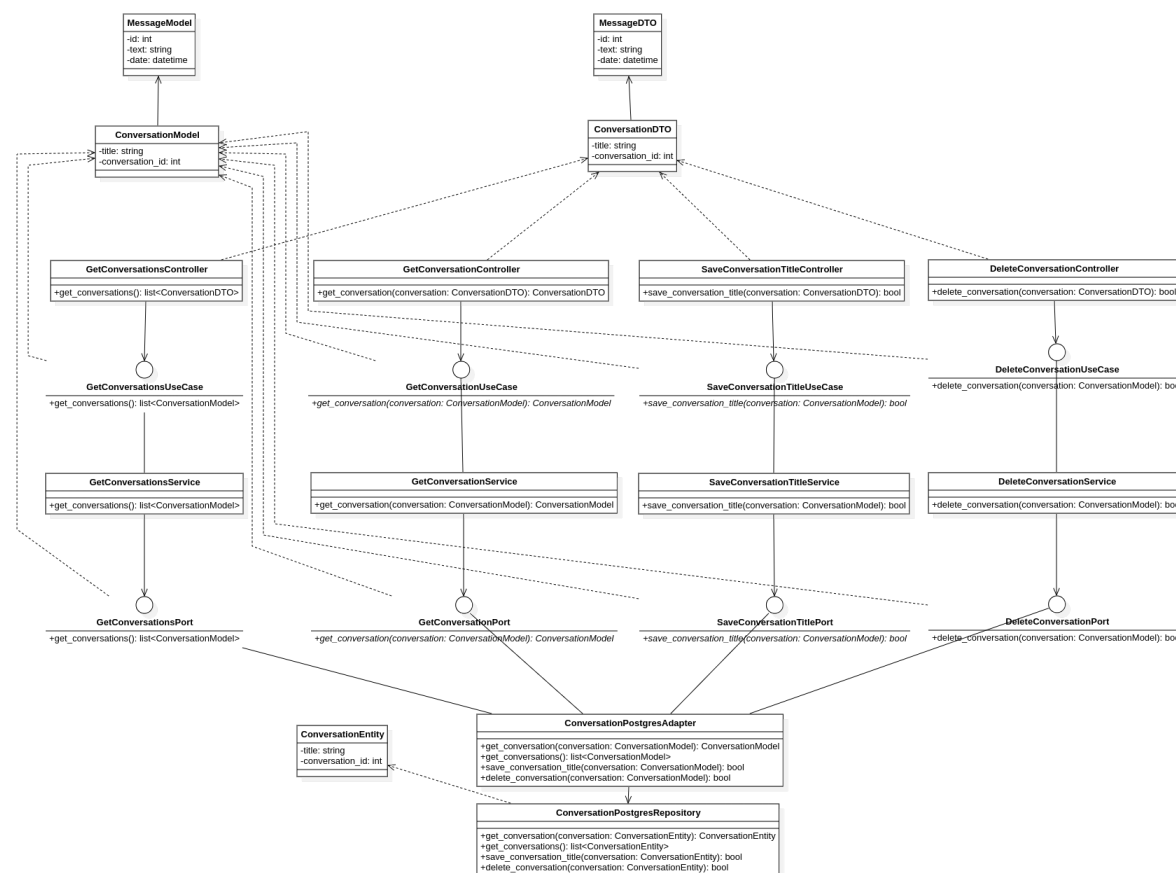 MessageModel
-id: int
-text: string
-date: datetime
MessageDTO
-id: int
-text: string
-date: datetime
ConversationModel
-title: string
-conversation_id: int
ConversationDTO
-title: string
-conversation_id: int
GetConversationsController
+get_conversations(): list<ConversationDTO>
GetConversationController
+get_conversation(conversation: ConversationDTO): ConversationDTO
SaveConversationTitleController
+save_conversation_title(conversation: ConversationDTO): bool
DeleteConversationController
+delete_conversation(conversation: ConversationDTO): boo
GetConversationsUseCase
+get_conversations(): list<ConversationModel>
GetConversationUseCase
+get_conversation(conversation: ConversationModel): ConversationModel
SaveConversationTitleUseCase
+save_conversation_title(conversation: ConversationModel): bool
DeleteConversationUseCase
+delete_conversation(conversation: ConversationModel): boo
GetConversationsService
+get_conversations(): list<ConversationModel>
GetConversationService
+get_conversation(conversation: ConversationModel): ConversationModel
SaveConversationTitleService
+save_conversation_title(conversation: ConversationModel): bool
DeleteConversationService
+delete_conversation(conversation: ConversationModel): boo
GetConversationsPort
+get_conversations(): list<ConversationModel>
GetConversationPort
+get_conversation(conversation: ConversationModel): ConversationModel
SaveConversationTitlePort
+save_conversation_title(conversation: ConversationModel): bool
DeleteConversationPort
+delete_conversation(conversation: ConversationModel): boo
ConversationPostgresAdapter
+get_conversation(conversation: ConversationModel): ConversationModel
+get_conversations(): list<ConversationModel>
+save_conversation_title(conversation: ConversationModel): bool
+delete_conversation(conversation: ConversationModel): bool
ConversationEntity
-title: string
-conversation_id: int
ConversationPostgresRepository
+get_conversation(conversation: ConversationEntity): ConversationEntity
+get_conversations(): list<ConversationEntity>
+save_conversation_title(conversation: ConversationEntity): bool
+delete_conversation(conversation: ConversationEntity): bool